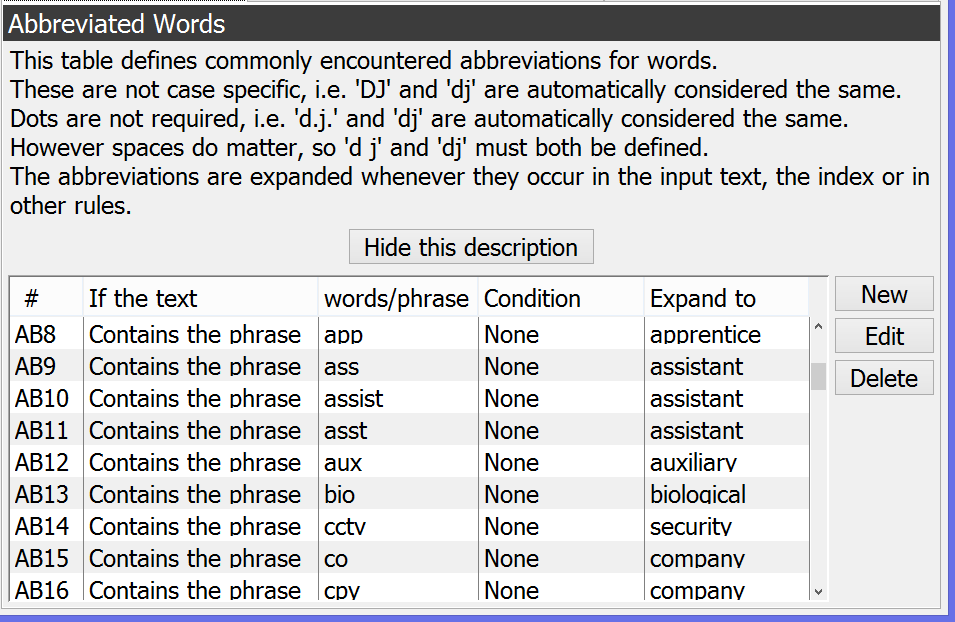 Abbreviated Words
This table defines commonly encountered abbreviations for words.
These are not case specific, i.e. 'DJ' and 'dj' are automatically considered the same.
Dots are not required, i.e. 'd.j.' and 'dj' are automatically considered the same.
However spaces do matter, so 'd j' and 'dj' must both be defined.
The abbreviations are expanded whenever they occur in the input text, the index or in
other rules.
Hide this description
# If the text words/phrase Condition Expand to New
AB8 Contains the phrase app None apprentice Edit
AB9 Contains the phrase ass None assistant Delete
AB10 Contains the phrase assist None assistant
AB11 Contains the phrase asst None assistant
AB12 Contains the phrase aux None auxiliary
AB13 Contains the phrase bio None biological
AB14 Contains the phrase cctv None security
AB15 Contains the phrase co None company
AB16 Contains the phrase cpy None company